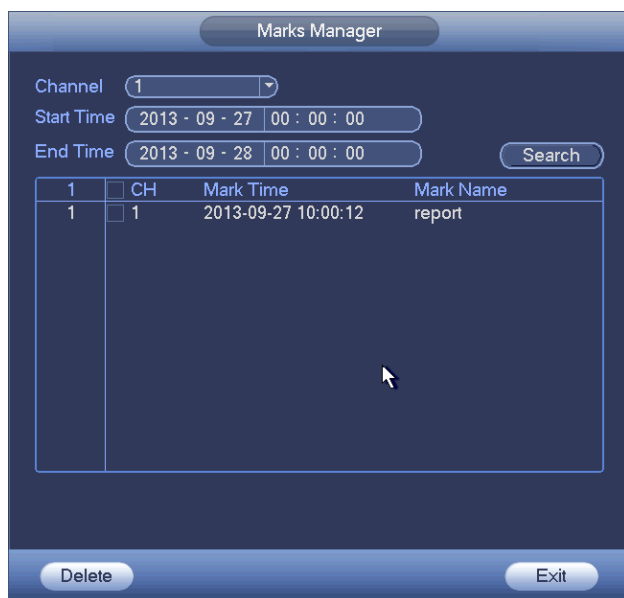 Marks Manager
Channel 1
Start Time 2013 - 09 - 27 00 : 00 : 00
End Time 2013 - 09 - 28 00 : 00 : 00
Search
1 CH Mark Time Mark Name
1 1 2013-09-27 10:00:12 report
Delete Exit